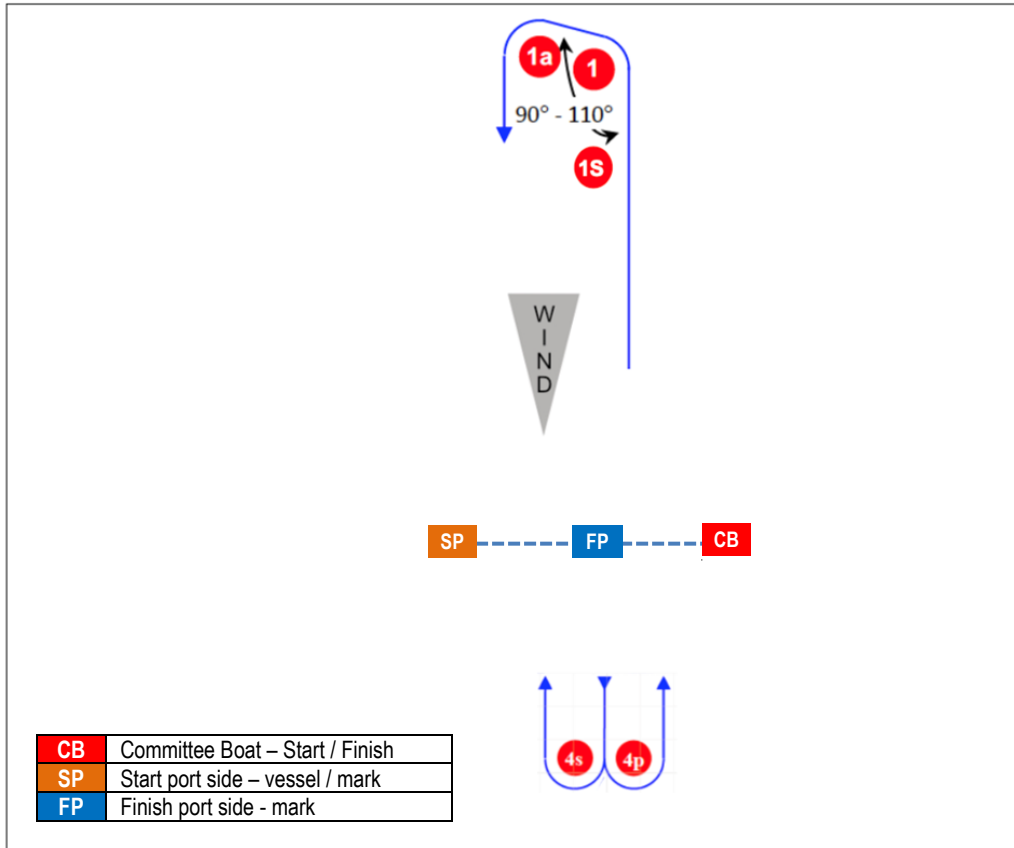 1a
1
90° - 110°
1S
W
I
N
D
SP
FP
CB
4s
4p
CB Committee Boat – Start / Finish
SP Start port side – vessel / mark
FP Finish port side - mark